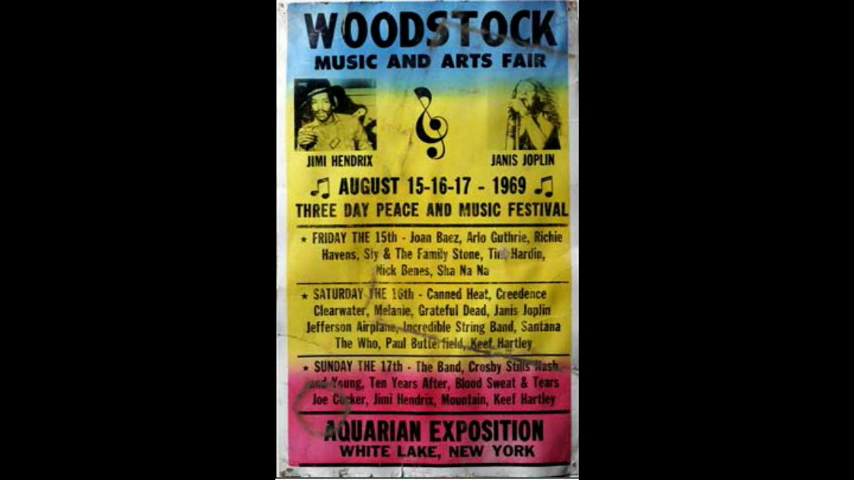 WOODSTOCK
MUSIC AND ARTS FAIR
JIMI HENDRIX
JANIS JOPLIN
AUGUST 15-16-17 - 1969
THREE DAY PEACE AND MUSIC FESTIVAL
★ FRIDAY THE 15th - Joan Baez, Arlo Guthrie, Richie
Havens, Sly & The Family Stone, Tim Hardin,
Nick Benes, Sha Na Na
★ SATURDAY THE 16th - Canned Heat, Creedence
Clearwater, Melanie, Grateful Dead, Janis Joplin
Jefferson Airplane, Incredible String Band, Santana
The Who, Paul Butterfield, Keef Hartley
★ SUNDAY THE 17th - The Band, Crosby Stills Nash,
and Young, Ten Years After, Blood Sweat & Tears
Joe Cocker, Jimi Hendrix, Mountain, Keef Hartley
AQUARIAN EXPOSITION
WHITE LAKE, NEW YORK